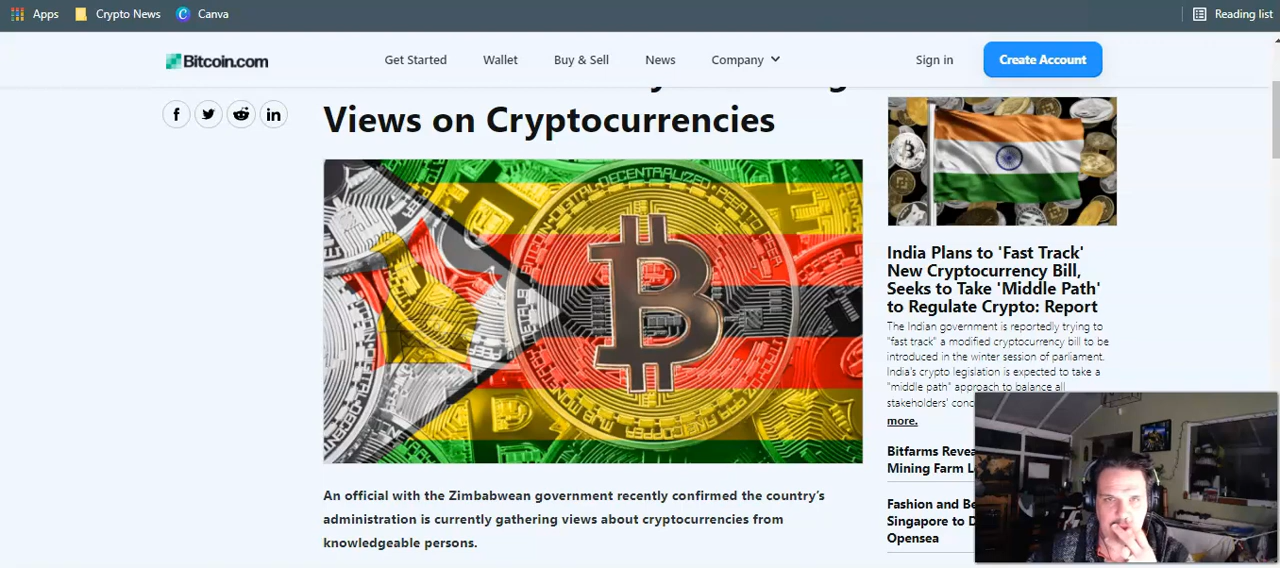 Apps
Crypto News
Canva
Reading list
Bitcoin.com
Get Started
Wallet
Buy & Sell
News
Company
Sign in
Create Account
Views on Cryptocurrencies
DIGITAL DECENTRALIZED PEER TO
An official with the Zimbabwean government recently confirmed the country's
administration is currently gathering views about cryptocurrencies from
knowledgeable persons.
India Plans to 'Fast Track'
New Cryptocurrency Bill,
Seeks to Take 'Middle Path'
to Regulate Crypto: Report
The Indian government is reportedly trying to
"fast track" a modified cryptocurrency bill to be
introduced in the winter session of parliament.
India's crypto legislation is expected to take a
"middle path" approach to balance all
stakeholders'
more.
Bitfarms
Mining Farm
Fashion and
Singapore to
Opensea